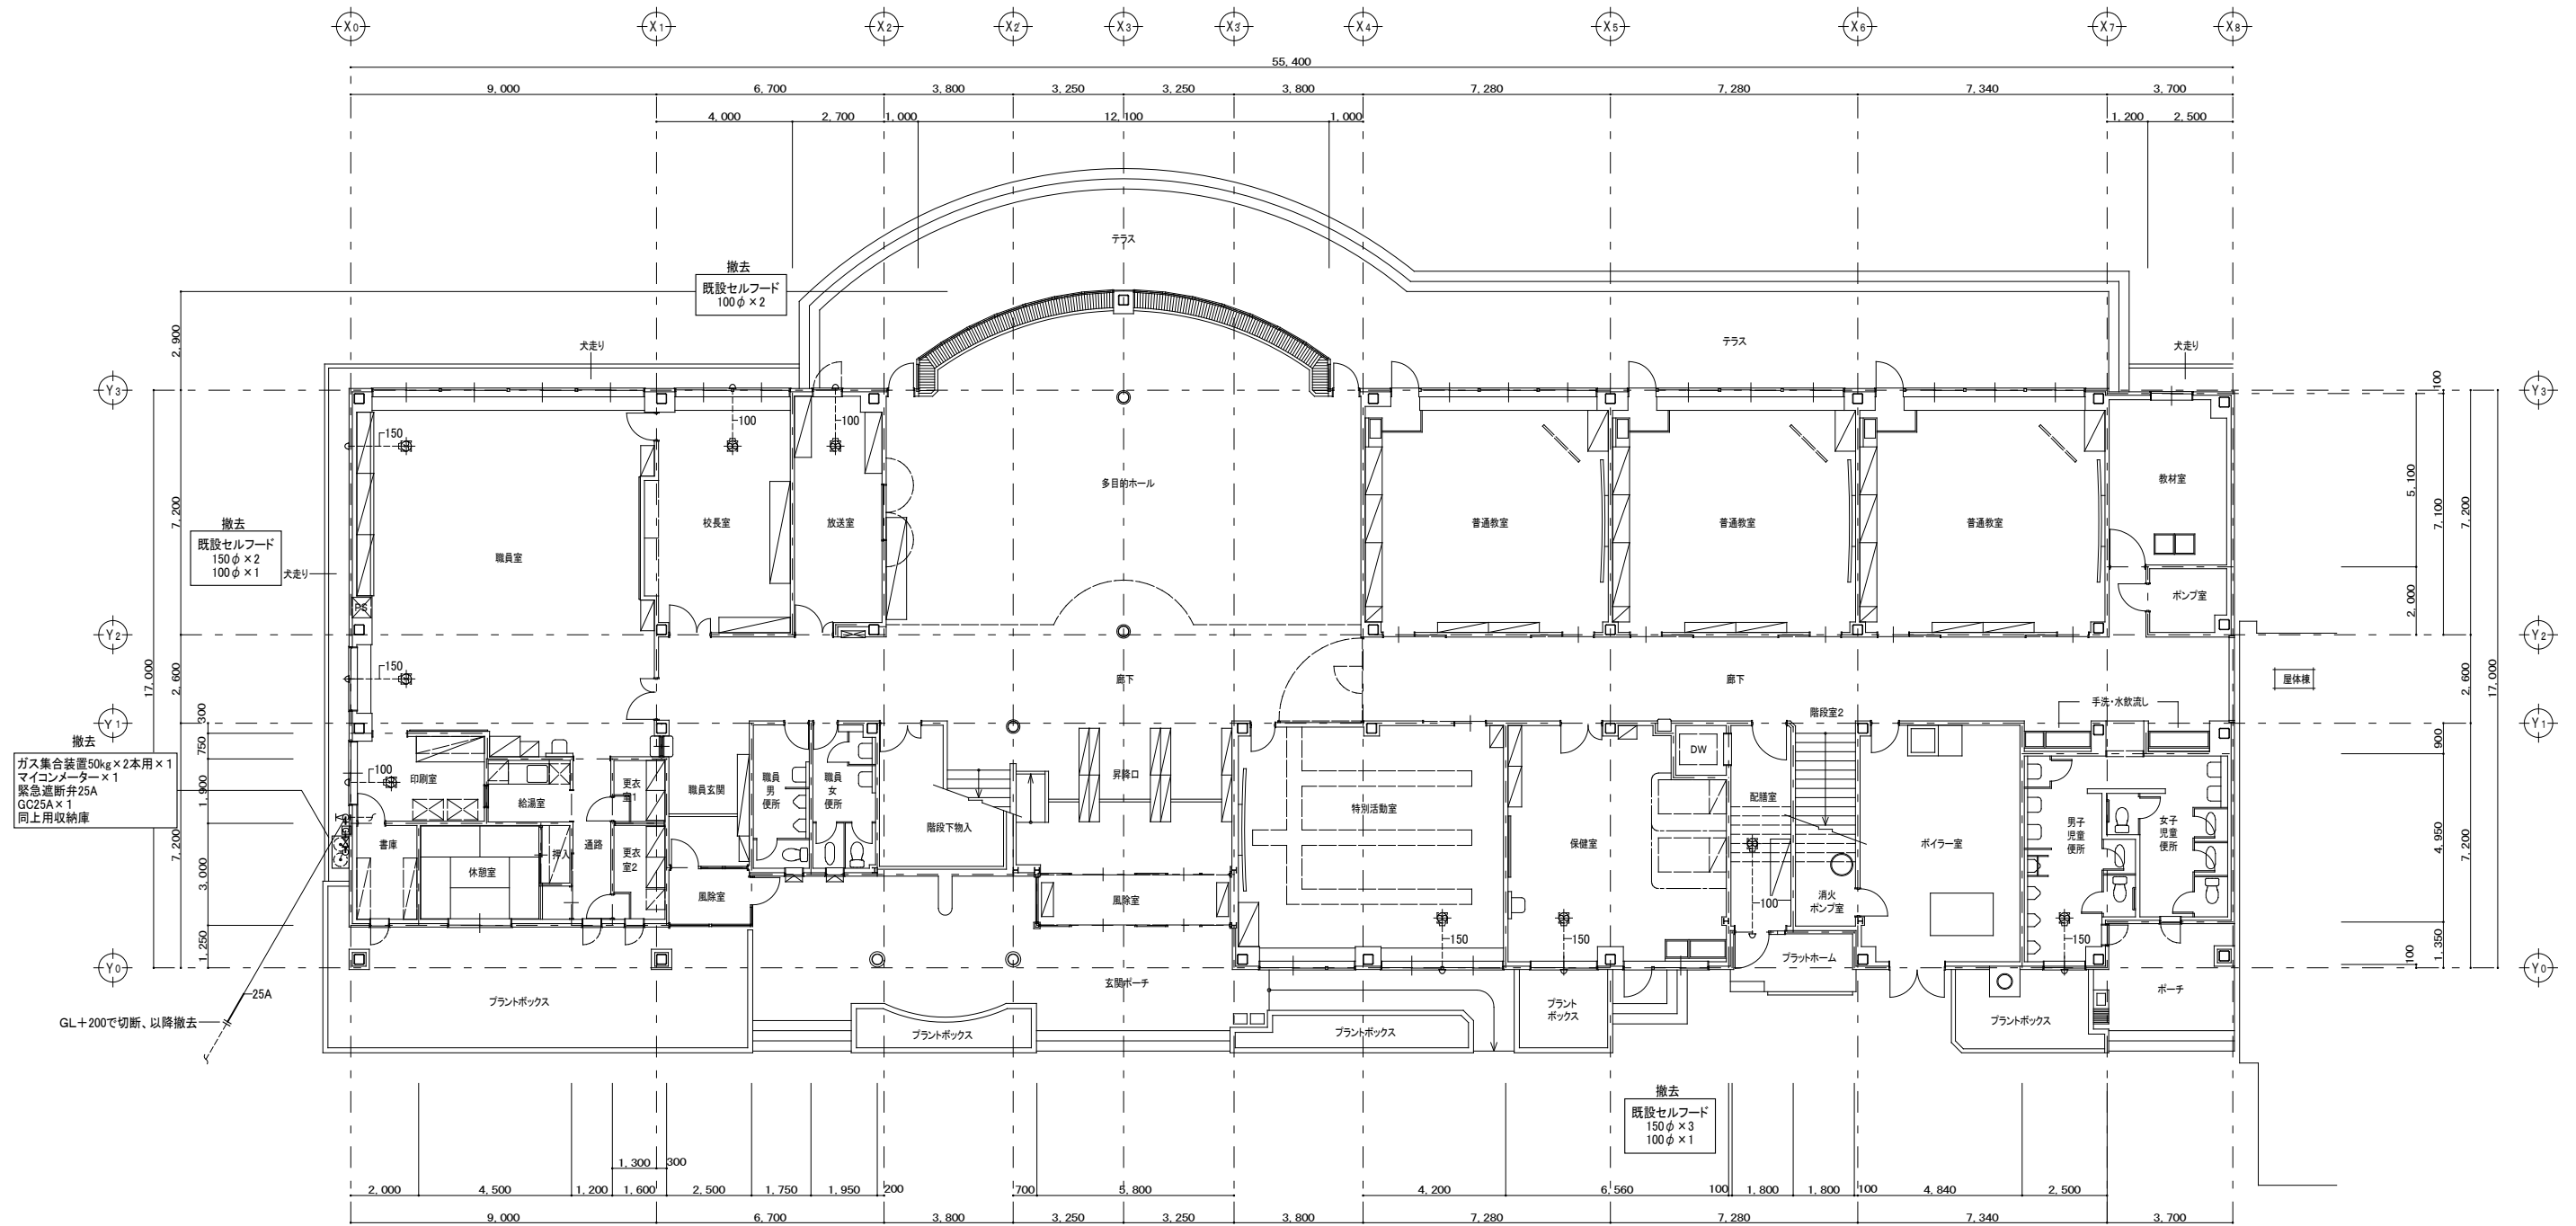 X0 X1 X2 X2' X3 X3' X4 X5 X6 X7 X8
55,400
9,000 6,700 3,800 3,250 3,250 3,800 7,280 7,280 7,340 3,700
4,000 2,700 1,000 12,100 1,000 1,200 2,500
テラス
撤去
既設セルフード
100φ×2
犬走り
テラス
犬走り
2,900
Y3
Y3
100
150
100
100
多目的ホール
教材室
7,200
校長室
放送室
普通教室
普通教室
普通教室
5,100
7,100
7,200
撤去
既設セルフード
150φ×2
100φ×1
犬走り
職員室
PS
ポンプ室
2,000
Y2
Y2
17,000
2,600
150
廊下
廊下
屋体棟
2,600
17,000
300
手洗・水飲流し
階段室2
Y1
Y1
撤去
ガス集合装置50kg×2本用×1
マイコンメーター×1
緊急遮断弁25A
GC25A×1
同上用収納庫
750
1,900
100
印刷室
給湯室
更衣
室1
職員玄関
職員
男
便所
職員
女
便所
昇降口
特別活動室
DW
配膳室
900
7,200
書庫
休憩室
押入
通路
更衣
室2
階段下物入
保健室
ボイラー室
男子
児童
便所
女子
児童
便所
4,950
7,200
3,000
風除室
風除室
消火
ポンプ室
100
150
150
150
1,250
プラットホーム
1,350
100
Y0
Y0
25A
GL+200で切断、以降撤去
プラントボックス
玄関ポーチ
プラントボックス
プラントボックス
プラント
ボックス
プラントボックス
ポーチ
撤去
既設セルフード
150φ×3
100φ×1
1,300 300
2,000 4,500 1,200 1,600 2,500 1,750 1,950 200 700 5,800 4,200 6,560 100 1,800 1,800 100 4,840 2,500
9,000 6,700 3,800 3,250 3,250 3,800 7,280 7,280 7,340 3,700